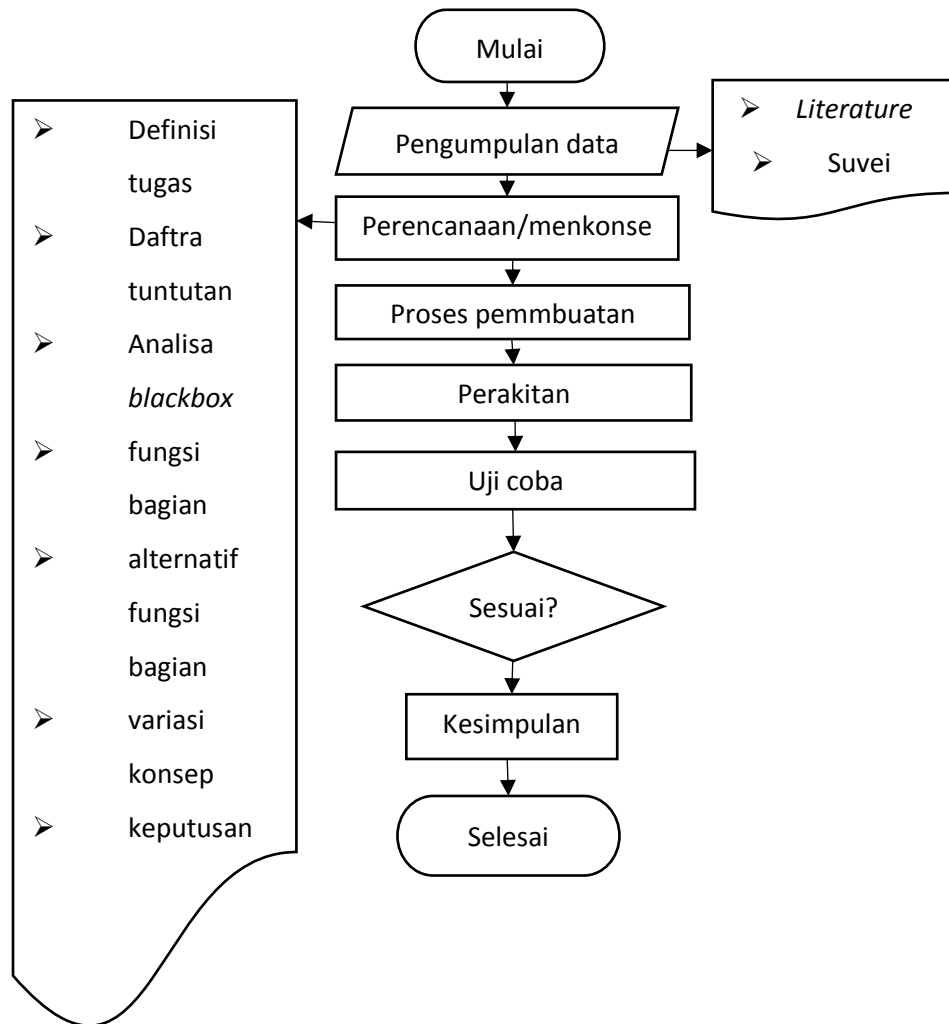 Mulai
Pengumpulan data
➢ Literature
➢ Suvei
Perencanaan/menkonse
➢ Definisi
tugas
➢ Daftra
tuntutan
➢ Analisa
blackbox
➢ fungsi
bagian
➢ alternatif
fungsi
bagian
➢ variasi
konsep
➢ keputusan
Proses pemmbuatan
Perakitan
Uji coba
Sesuai?
Kesimpulan
Selesai